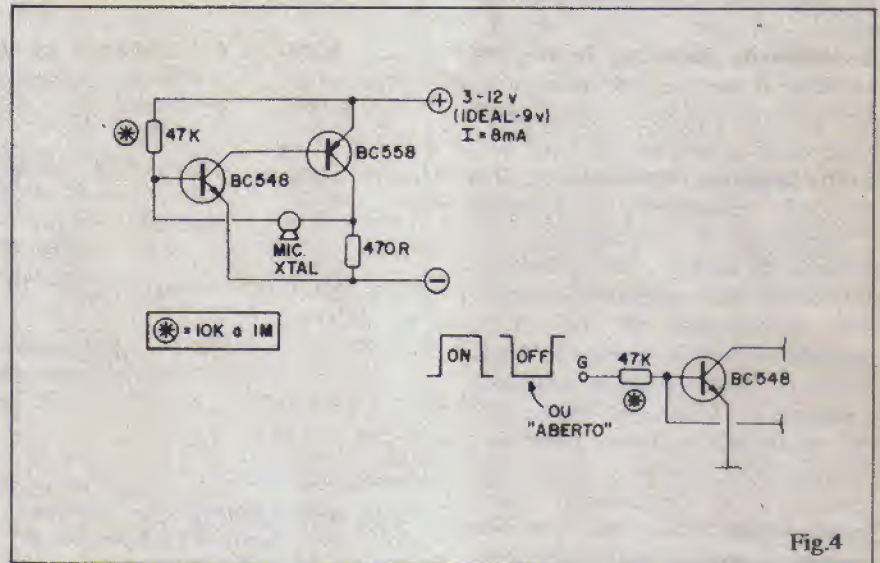 +
3-12 v
(IDEAL-9v)
I = 8mA
* 47K
BC548
BC558
MIC.
XTAL
470R
-
* = 10K a 1M
ON
OFF
G
47K
*
BC548
OU
"ABERTO"
Fig.4